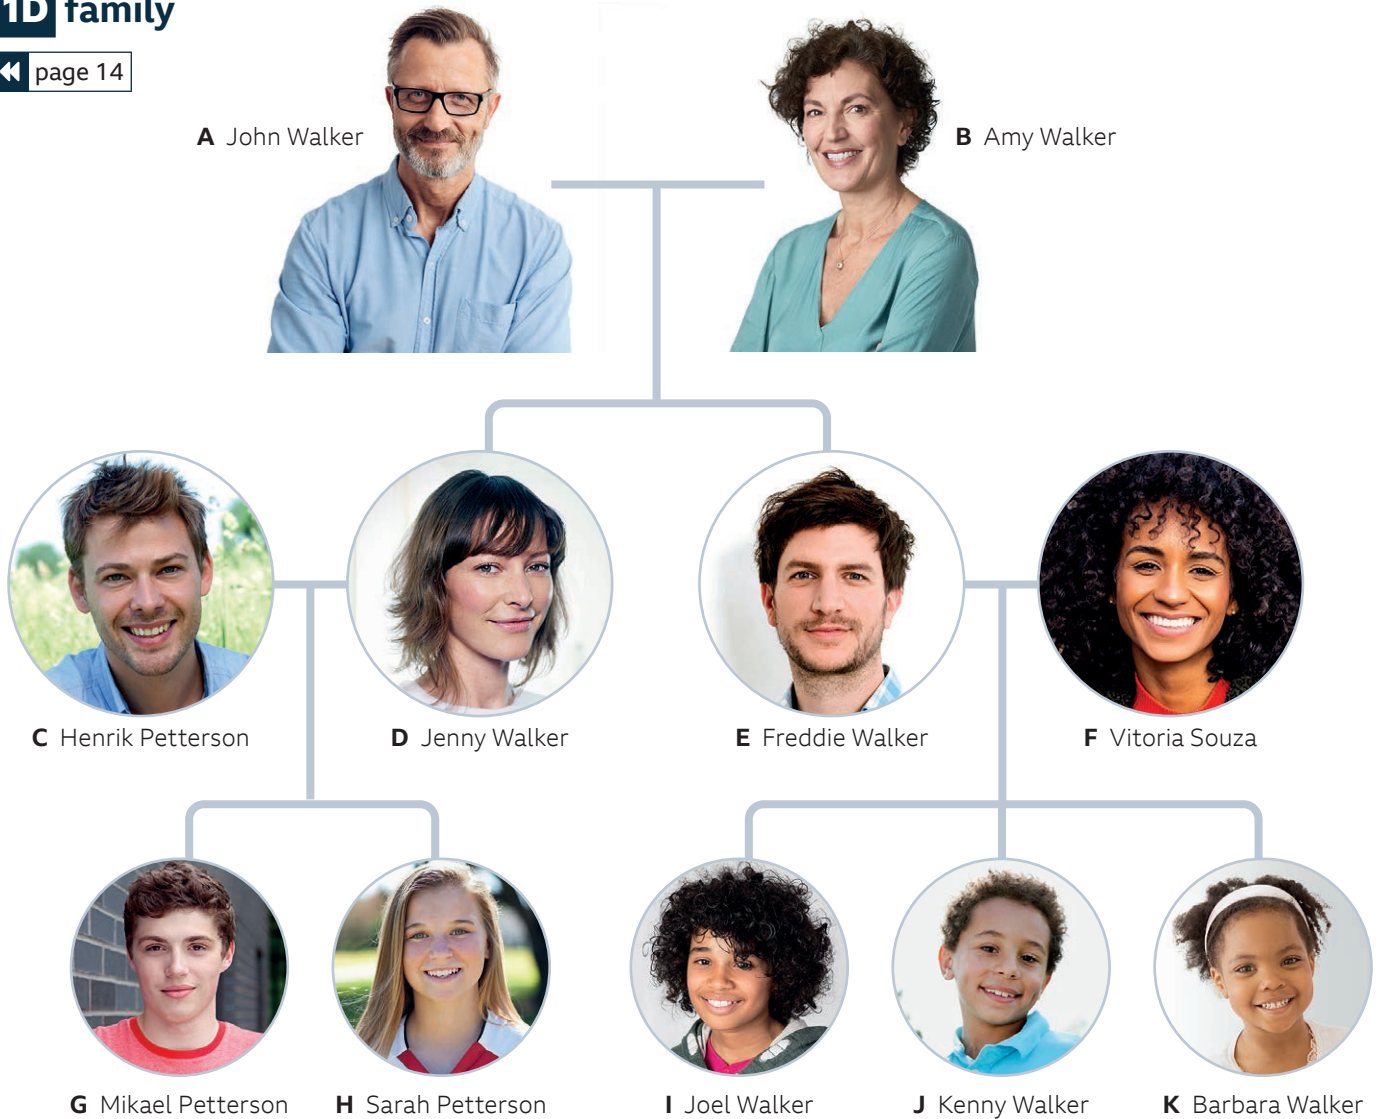 1D family
page 14
A John Walker
B Amy Walker
C Henrik Petterson
D Jenny Walker
E Freddie Walker
F Vitoria Souza
G Mikael Petterson
H Sarah Petterson
I Joel Walker
J Kenny Walker
K Barbara Walker